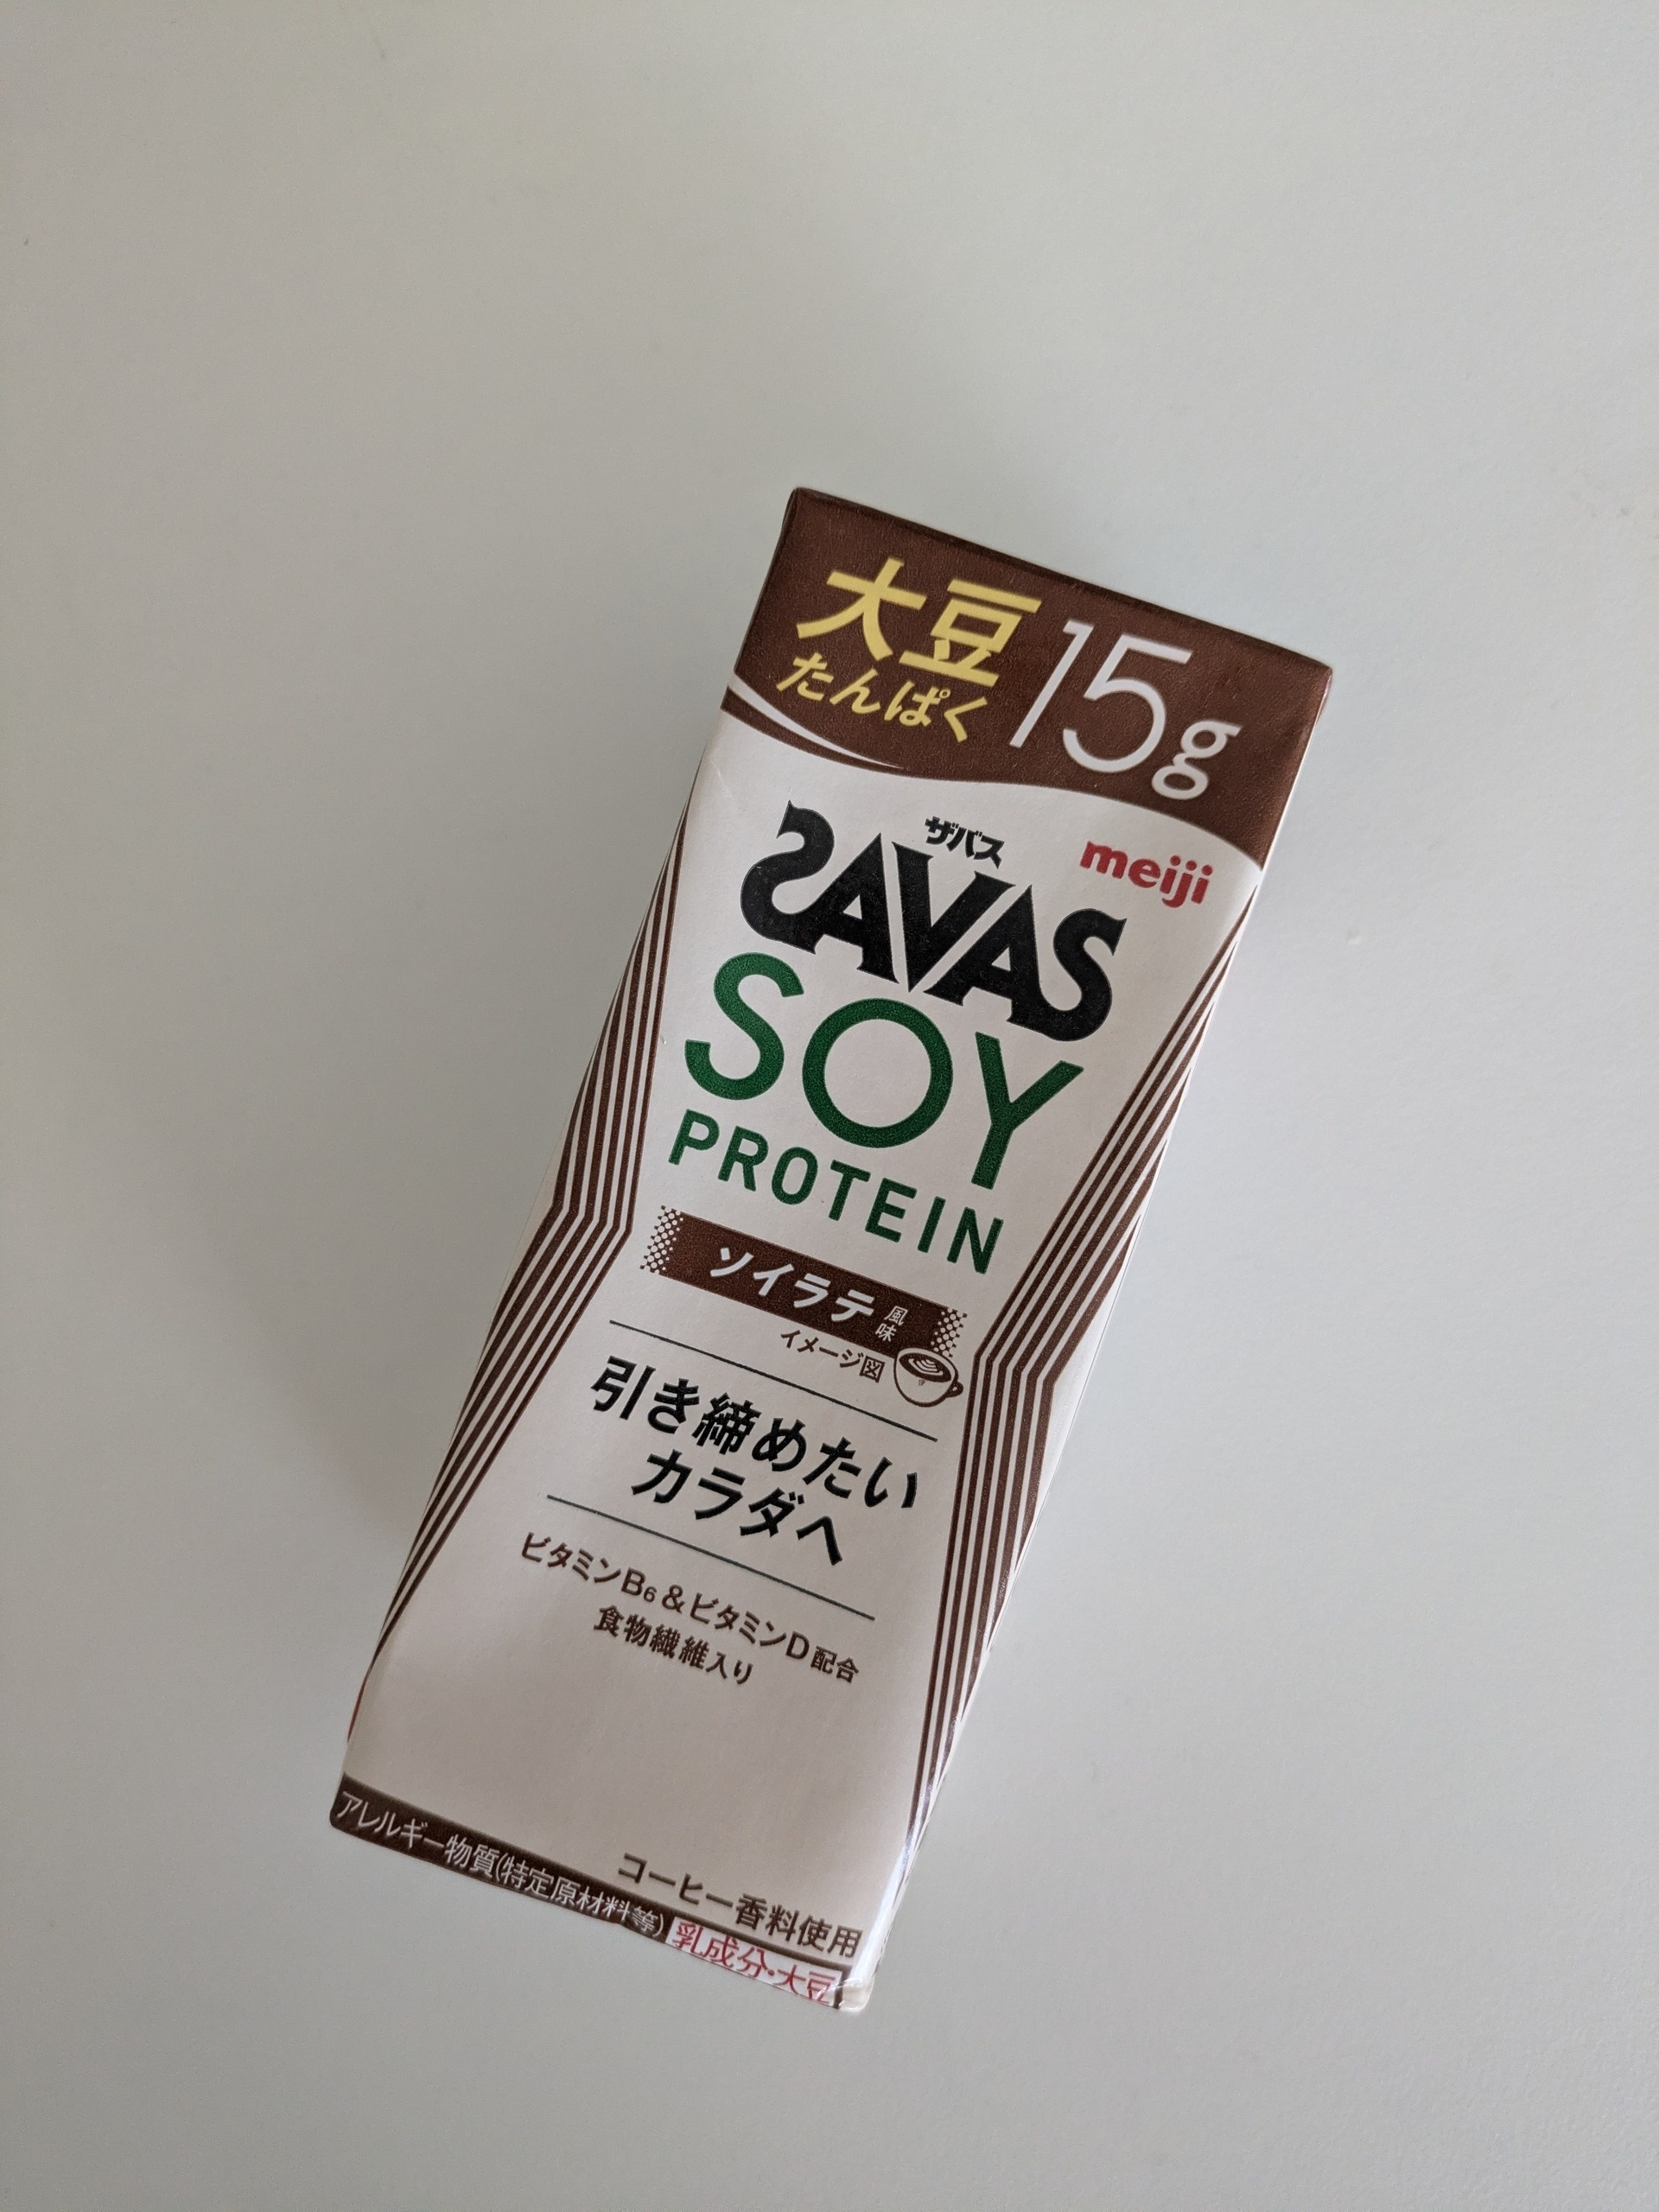 大豆
たんぱく
15g
ザバス
meiji
SAVAS
SOY
PROTEIN
ソイラテ風味
イメージ図
引き締めたい
カラダへ
ビタミンB6&ビタミンD配合
食物繊維入り
コーヒー香料使用
アレルギー物質(特定原材料等) 乳成分・大豆